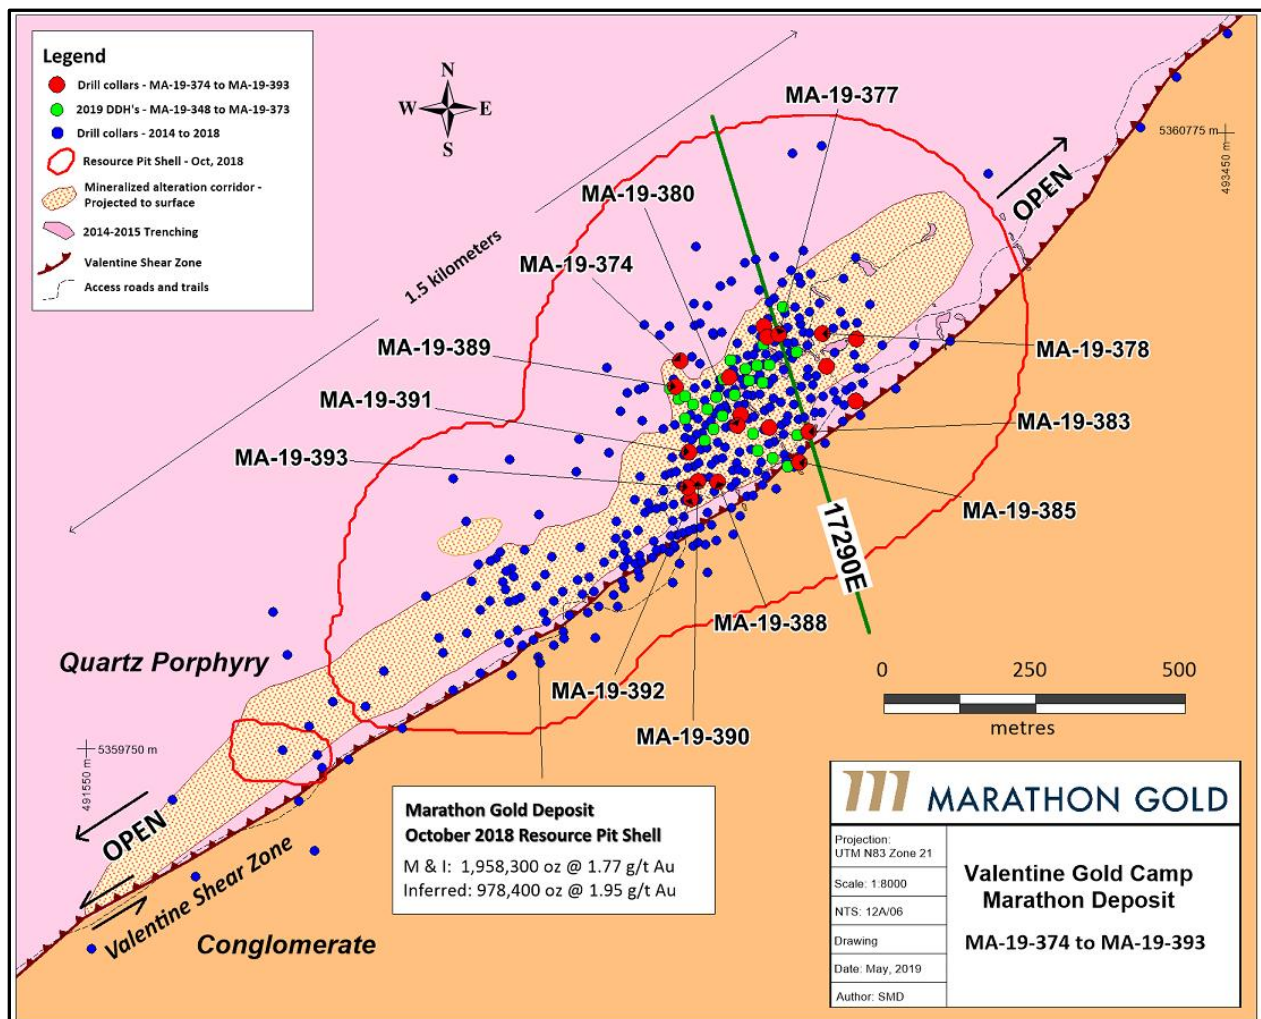 Legend
Drill collars - MA-19-374 to MA-19-393
2019 DDH's - MA-19-348 to MA-19-373
Drill collars - 2014 to 2018
Resource Pit Shell - Oct, 2018
Mineralized alteration corridor -
Projected to surface
2014-2015 Trenching
Valentine Shear Zone
Access roads and trails
N
W E
S
MA-19-377
5360775 m
493450 m
MA-19-380
OPEN
MA-19-374
1.5 kilometers
MA-19-389
MA-19-378
MA-19-391
MA-19-383
MA-19-393
MA-19-385
17290E
MA-19-388
Quartz Porphyry
MA-19-392
0 250 500
metres
MA-19-390
5359750 m
491550 m
OPEN
Valentine Shear Zone
Conglomerate
Marathon Gold Deposit
October 2018 Resource Pit Shell
M & I: 1,958,300 oz @ 1.77 g/t Au
Inferred: 978,400 oz @ 1.95 g/t Au
MARATHON GOLD
Projection:
UTM N83 Zone 21
Scale: 1:8000
NTS: 12A/06
Drawing
Date: May, 2019
Author: SMD
Valentine Gold Camp
Marathon Deposit
MA-19-374 to MA-19-393